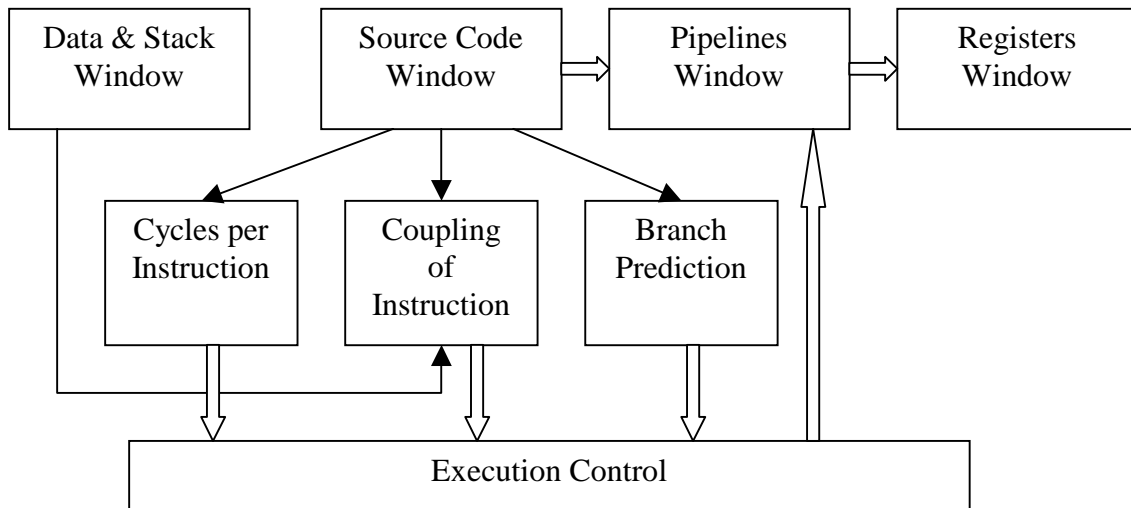 Data & Stack
Window
Source Code
Window
Pipelines
Window
Registers
Window
Cycles per
Instruction
Coupling
of
Instruction
Branch
Prediction
Execution Control